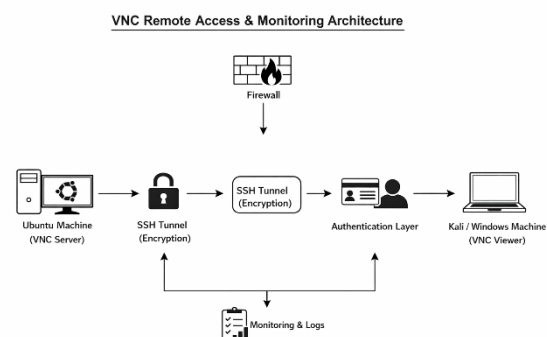 VNC Remote Access & Monitoring Architecture
Firewall
SSH Tunnel
(Encryption)
Ubuntu Machine
(VNC Server)
SSH Tunnel
(Encryption)
Authentication Layer
Kali / Windows Machine
(VNC Viewer)
Monitoring & Logs